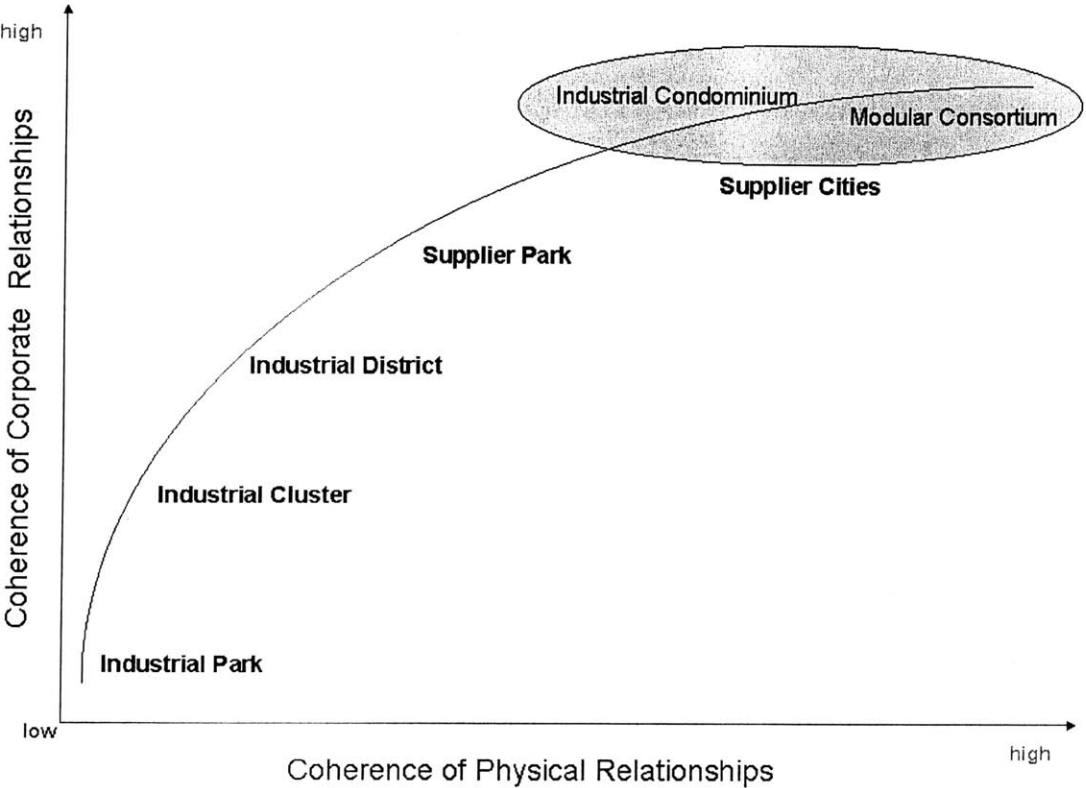 high
Industrial Condominium
Modular Consortium
Supplier Cities
Supplier Park
Industrial District
Industrial Cluster
Industrial Park
Coherence of Corporate Relationships
low
high
Coherence of Physical Relationships